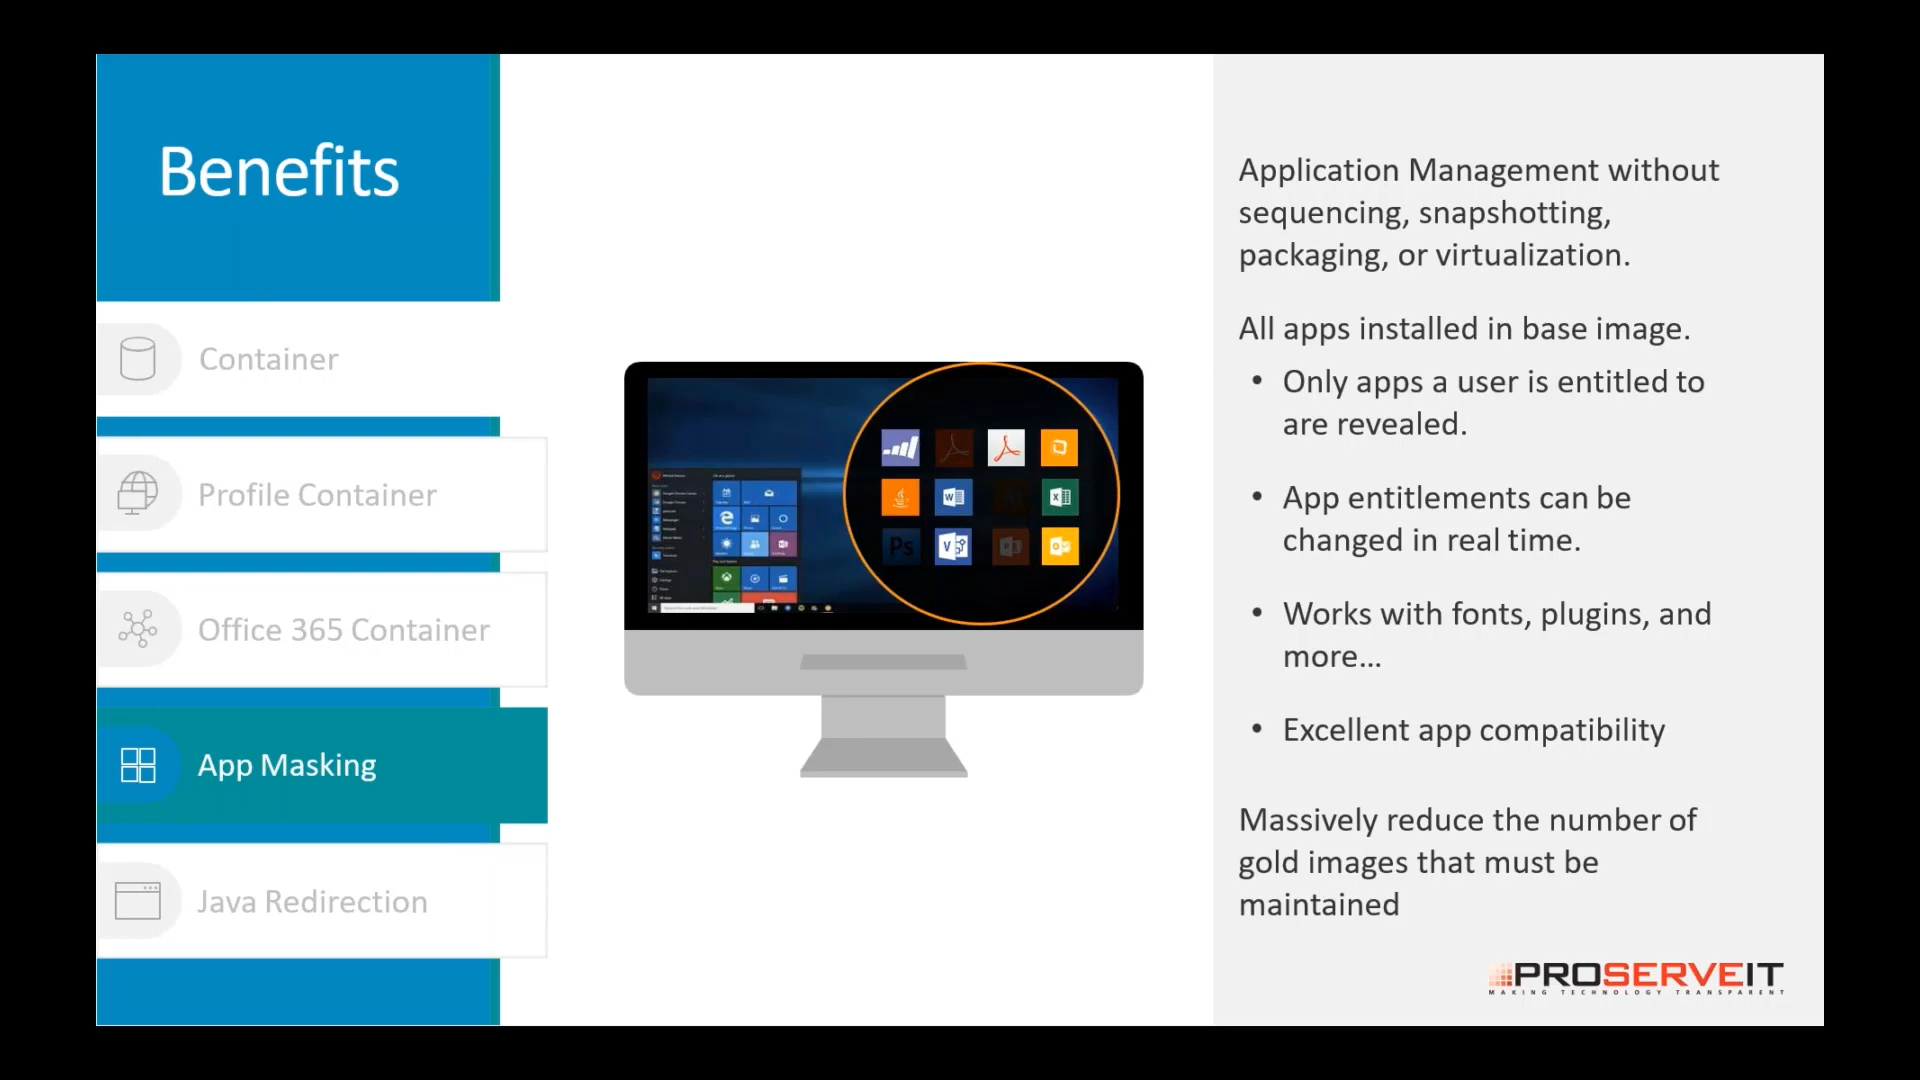 Benefits
Container
Profile Container
Office 365 Container
App Masking
Java Redirection
Ps
Application Management without
sequencing, snapshotting,
packaging, or virtualization.
All apps installed in base image.
• Only apps a user is entitled to
are revealed.
• App entitlements can be
changed in real time.
• Works with fonts, plugins, and
more...
• Excellent app compatibility
Massively reduce the number of
gold images that must be
maintained
PROSERVEIT
MAKING TECHNOLOGY TRANSPARENT